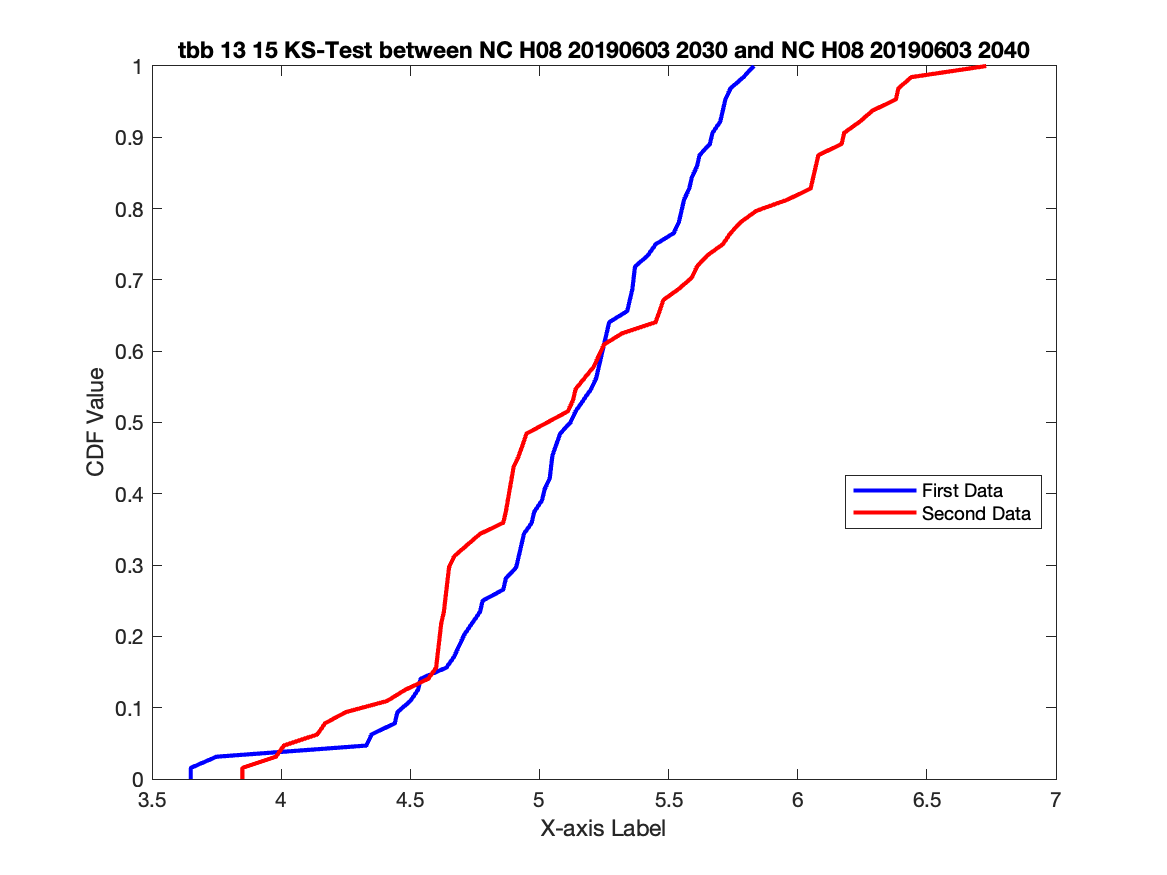 tbb 13 15 KS-Test between NC H08 20190603 2030 and NC H08 20190603 2040
1
0.9
0.8
0.7
0.6
0.5
0.4
0.3
0.2
0.1
0
CDF Value
First Data
Second Data
3.5 4 4.5 5 5.5 6 6.5 7
X-axis Label